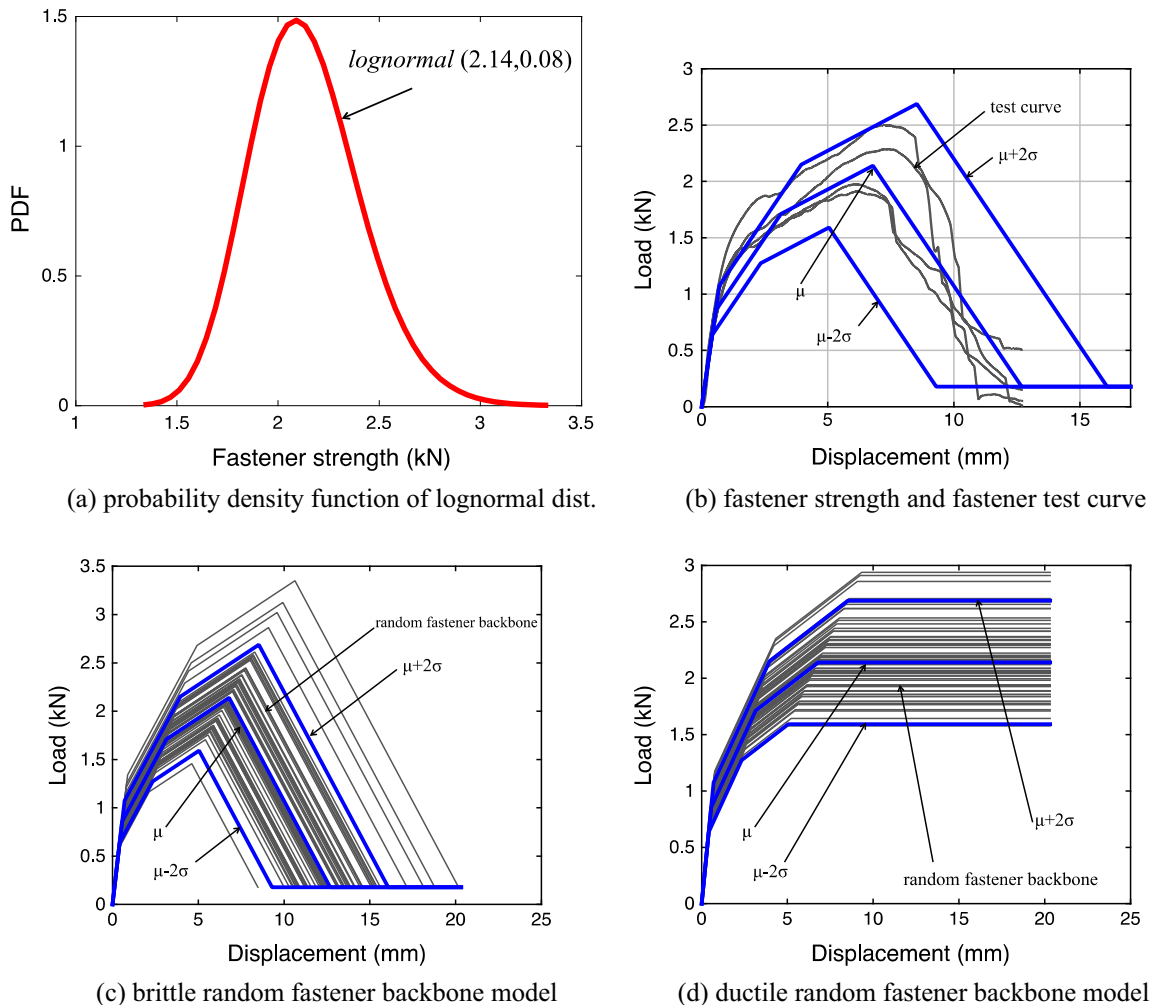 1.5
1
0.5
0
1
1.5
2
2.5
3
3.5
PDF
Fastener strength (kN)
lognormal (2.14,0.08)
(a) probability density function of lognormal dist.
3
2.5
2
1.5
1
0.5
0
0
5
10
15
Load (kN)
Displacement (mm)
test curve
μ+2σ
μ
μ-2σ
(b) fastener strength and fastener test curve
3.5
3
2.5
2
1.5
1
0.5
0
0
5
10
15
20
25
Load (kN)
Displacement (mm)
random fastener backbone
μ+2σ
μ
μ-2σ
(c) brittle random fastener backbone model
3
2.5
2
1.5
1
0.5
0
0
5
10
15
20
25
Load (kN)
Displacement (mm)
μ
μ+2σ
μ-2σ
random fastener backbone
(d) ductile random fastener backbone model